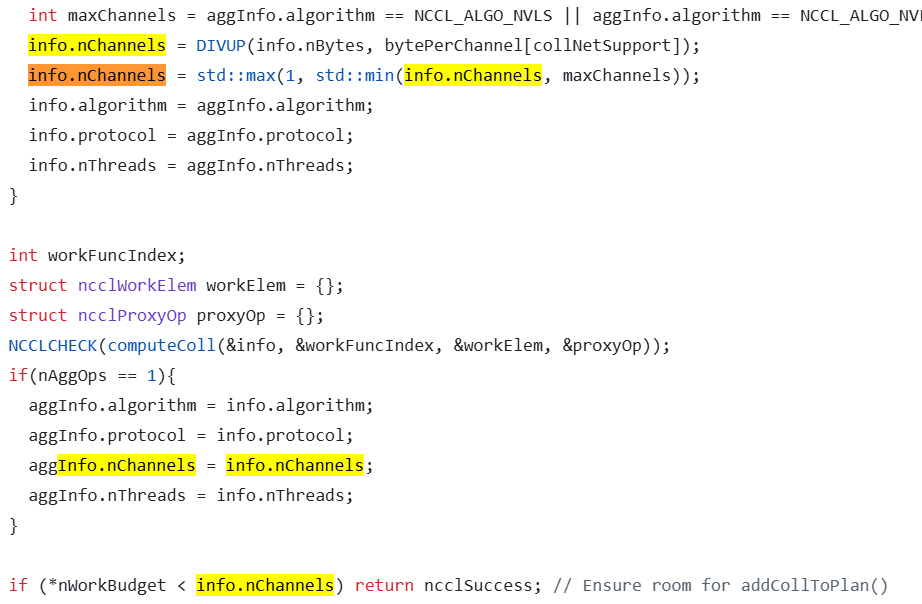 int maxChannels = aggInfo.algorithm == NCCL_ALGO_NVLS || aggInfo.algorithm == NCCL_ALGO_NVL
info.nChannels = DIVUP(info.nBytes, bytePerChannel[collNetSupport]);
info.nChannels = std::max(1, std::min(info.nChannels, maxChannels));
info.algorithm = aggInfo.algorithm;
info.protocol = aggInfo.protocol;
info.nThreads = aggInfo.nThreads;
}
int workFuncIndex;
struct ncclWorkElem workElem = {};
struct ncclProxyOp proxyOp = {};
NCCLCHECK(computeColl(&info, &workFuncIndex, &workElem, &proxyOp));
if(nAggOps == 1){
aggInfo.algorithm = info.algorithm;
aggInfo.protocol = info.protocol;
aggInfo.nChannels = info.nChannels;
aggInfo.nThreads = info.nThreads;
}
if (*nWorkBudget < info.nChannels) return ncclSuccess; // Ensure room for addCollToPlan()